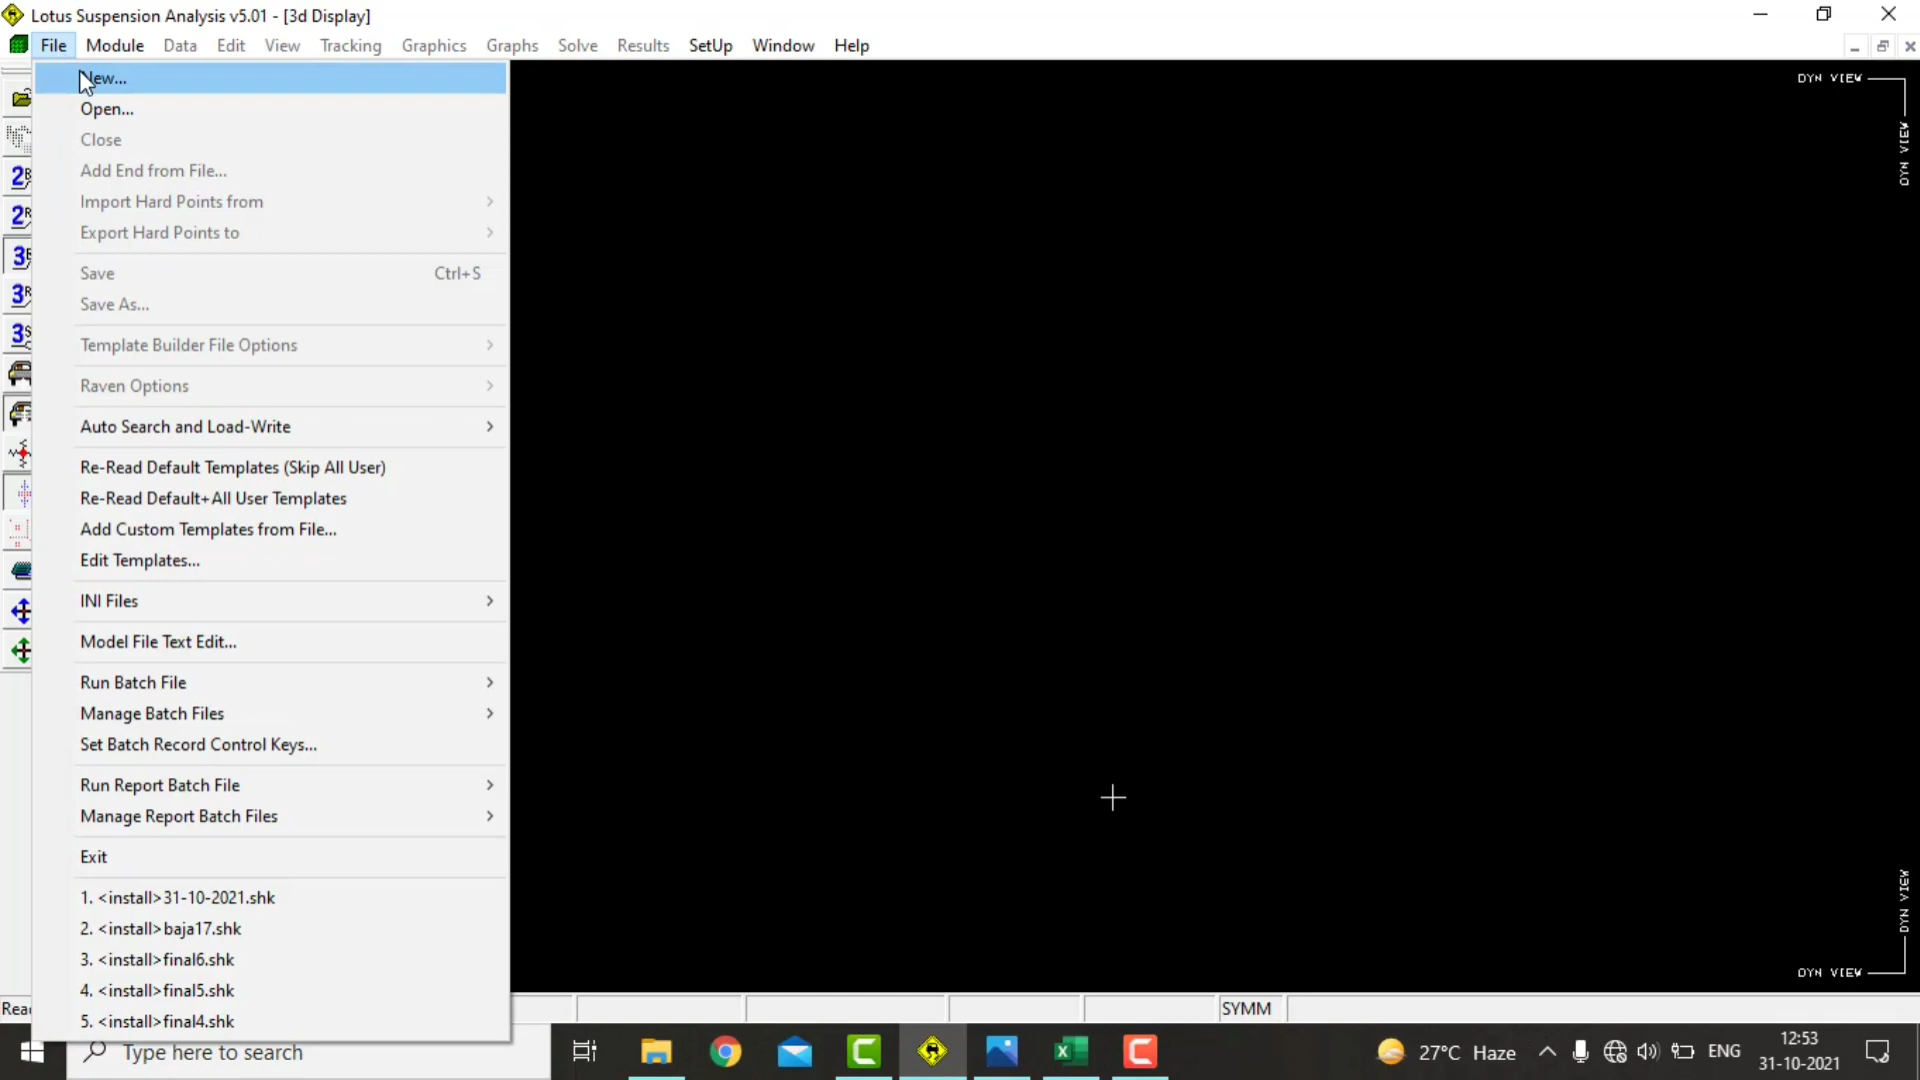 Lotus Suspension Analysis v5.01 - [3d Display]
File Module Data Edit View Tracking Graphics Graphs Solve Results SetUp Window Help
New...
Open...
Close
Add End from File...
Import Hard Points from
Export Hard Points to
Save Ctrl+S
Save As...
Template Builder File Options
Raven Options
Auto Search and Load-Write
Re-Read Default Templates (Skip All User)
Re-Read Default+All User Templates
Add Custom Templates from File...
Edit Templates...
INI Files
Model File Text Edit...
Run Batch File
Manage Batch Files
Set Batch Record Control Keys...
Run Report Batch File
Manage Report Batch Files
Exit
1. <install>31-10-2021.shk
2. <install>baja17.shk
3. <install>final6.shk
4. <install>final5.shk
5. <install>final4.shk
DYN VIEW
DYN VIEW
DYN VIEW
DYN VIEW
SYMM
Type here to search
27°C Haze
ENG
12:53
31-10-2021